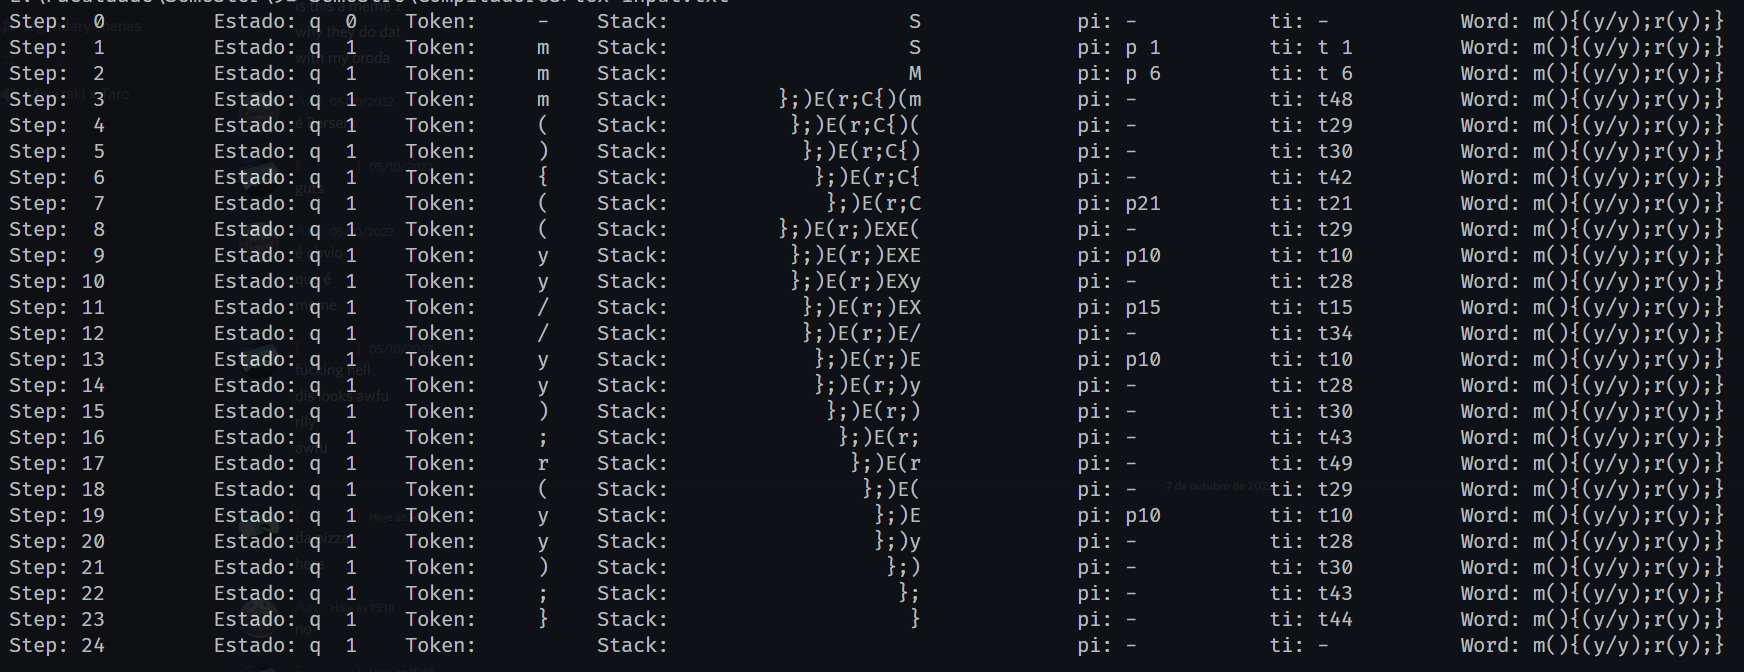 Step:  0         Estado: q  0    Token:     -    Stack:                    S             pi: -           ti: -           Word: m(){(y/y);r(y);}
Step:  1         Estado: q  1    Token:     m    Stack:                    S             pi: p 1         ti: t 1         Word: m(){(y/y);r(y);}
Step:  2         Estado: q  1    Token:     m    Stack:                    M             pi: p 6         ti: t 6         Word: m(){(y/y);r(y);}
Step:  3         Estado: q  1    Token:     m    Stack:         };)E(r;C{)(m             pi: -           ti: t48         Word: m(){(y/y);r(y);}
Step:  4         Estado: q  1    Token:     (    Stack:          };)E(r;C{)(             pi: -           ti: t29         Word: m(){(y/y);r(y);}
Step:  5         Estado: q  1    Token:     )    Stack:           };)E(r;C{)             pi: -           ti: t30         Word: m(){(y/y);r(y);}
Step:  6         Estado: q  1    Token:     {    Stack:            };)E(r;C{             pi: -           ti: t42         Word: m(){(y/y);r(y);}
Step:  7         Estado: q  1    Token:     (    Stack:             };)E(r;C             pi: p21         ti: t21         Word: m(){(y/y);r(y);}
Step:  8         Estado: q  1    Token:     (    Stack:         };)E(r;)EXE(             pi: -           ti: t29         Word: m(){(y/y);r(y);}
Step:  9         Estado: q  1    Token:     y    Stack:          };)E(r;)EXE             pi: p10         ti: t10         Word: m(){(y/y);r(y);}
Step: 10         Estado: q  1    Token:     y    Stack:          };)E(r;)EXy             pi: -           ti: t28         Word: m(){(y/y);r(y);}
Step: 11         Estado: q  1    Token:     /    Stack:           };)E(r;)EX             pi: p15         ti: t15         Word: m(){(y/y);r(y);}
Step: 12         Estado: q  1    Token:     /    Stack:           };)E(r;)E/             pi: -           ti: t34         Word: m(){(y/y);r(y);}
Step: 13         Estado: q  1    Token:     y    Stack:            };)E(r;)E             pi: p10         ti: t10         Word: m(){(y/y);r(y);}
Step: 14         Estado: q  1    Token:     y    Stack:            };)E(r;)y             pi: -           ti: t28         Word: m(){(y/y);r(y);}
Step: 15         Estado: q  1    Token:     )    Stack:             };)E(r;)             pi: -           ti: t30         Word: m(){(y/y);r(y);}
Step: 16         Estado: q  1    Token:     ;    Stack:              };)E(r;             pi: -           ti: t43         Word: m(){(y/y);r(y);}
Step: 17         Estado: q  1    Token:     r    Stack:               };)E(r             pi: -           ti: t49         Word: m(){(y/y);r(y);}
Step: 18         Estado: q  1    Token:     (    Stack:                };)E(             pi: -           ti: t29         Word: m(){(y/y);r(y);}
Step: 19         Estado: q  1    Token:     y    Stack:                 };)E             pi: p10         ti: t10         Word: m(){(y/y);r(y);}
Step: 20         Estado: q  1    Token:     y    Stack:                 };)y             pi: -           ti: t28         Word: m(){(y/y);r(y);}
Step: 21         Estado: q  1    Token:     )    Stack:                  };)             pi: -           ti: t30         Word: m(){(y/y);r(y);}
Step: 22         Estado: q  1    Token:     ;    Stack:                   };             pi: -           ti: t43         Word: m(){(y/y);r(y);}
Step: 23         Estado: q  1    Token:     }    Stack:                    }             pi: -           ti: t44         Word: m(){(y/y);r(y);}
Step: 24         Estado: q  1    Token:          Stack:                                  pi: -           ti: -           Word: m(){(y/y);r(y);}